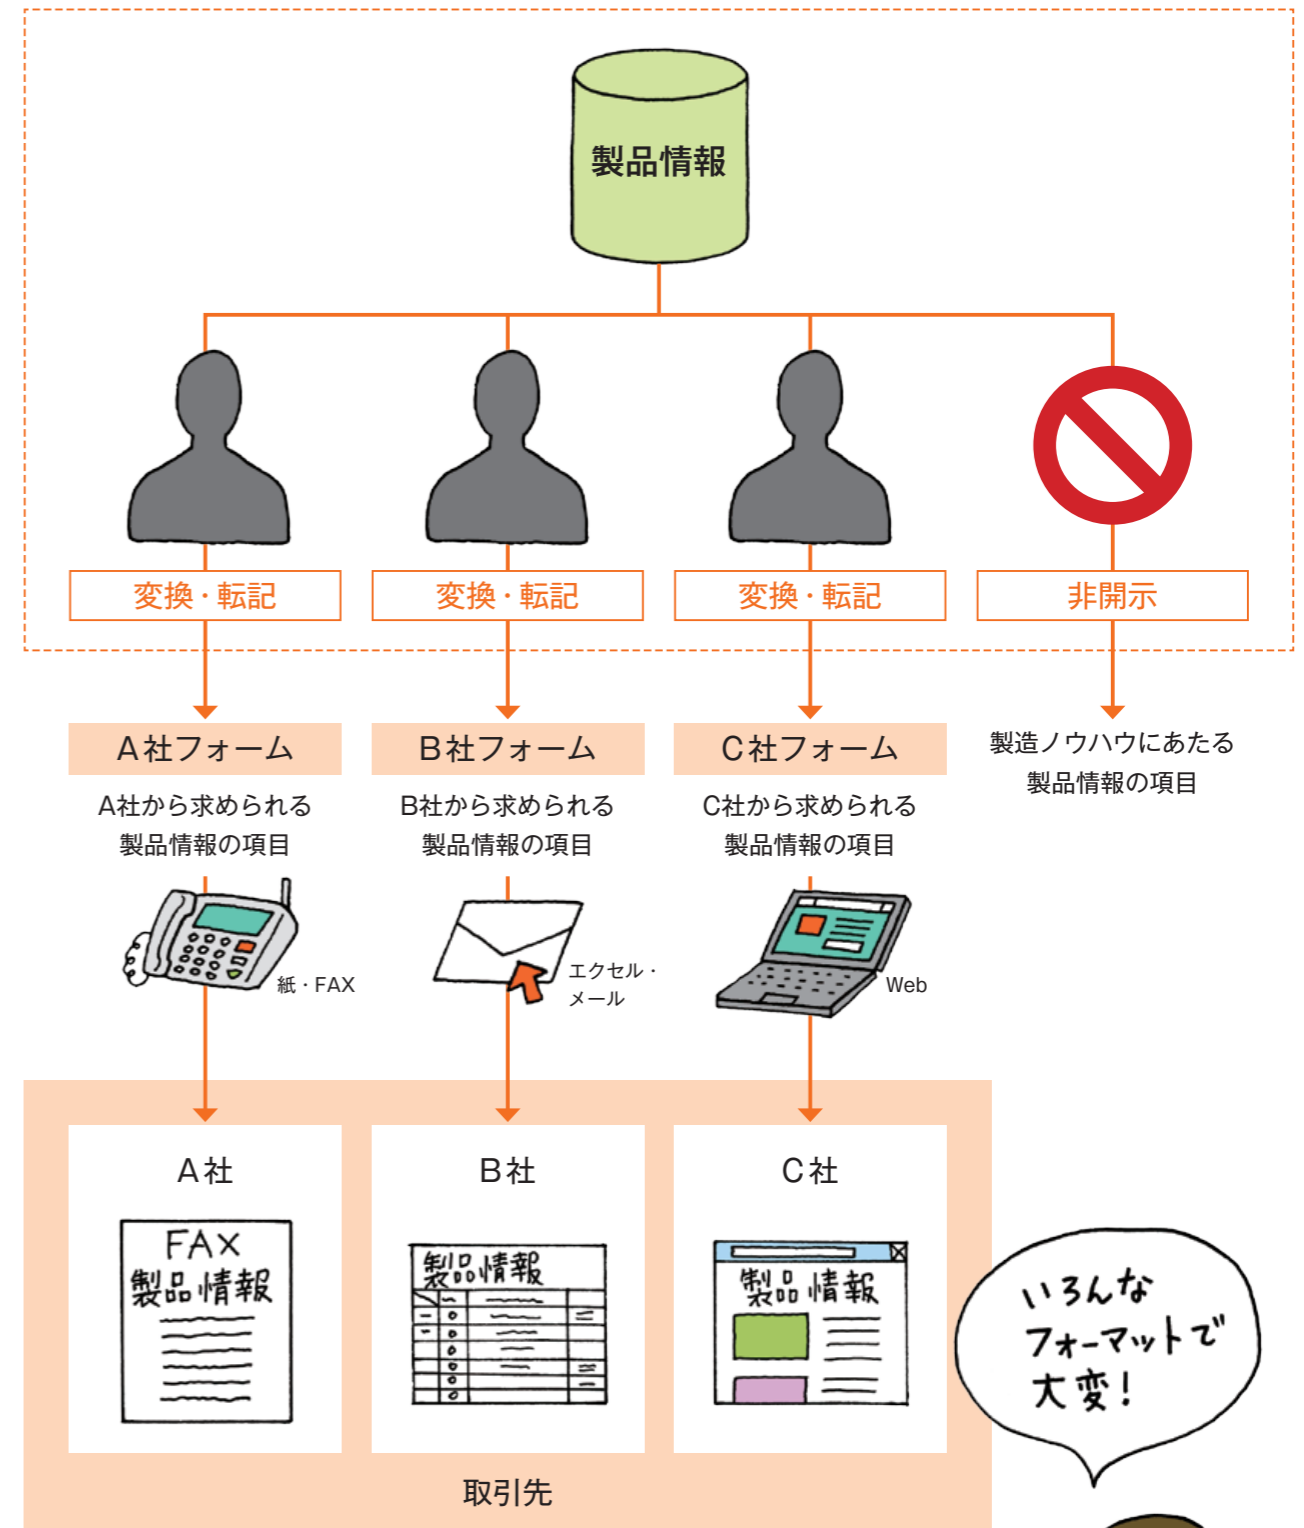 製品情報
変換・転記
変換・転記
変換・転記
非開示
A社フォーム
B社フォーム
C社フォーム
製造ノウハウにあたる
製品情報の項目
A社から求められる
製品情報の項目
B社から求められる
製品情報の項目
C社から求められる
製品情報の項目
紙・FAX
エクセル・
メール
Web
A社
B社
C社
FAX
製品情報
製品情報
製品情報
いろんな
フォーマットで
大変!
取引先